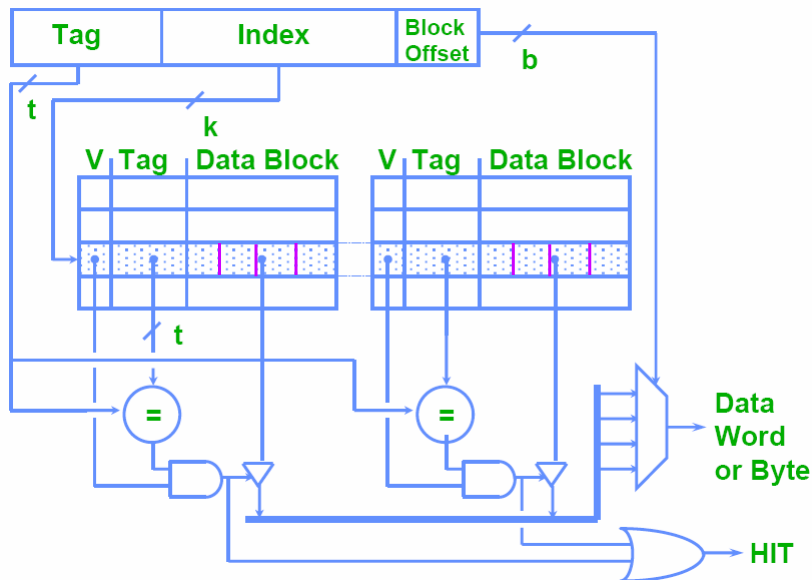 Tag
Index
Block
Offset
b
t
k
V Tag Data Block
V Tag Data Block
t
=
=
Data
Word
or Byte
HIT